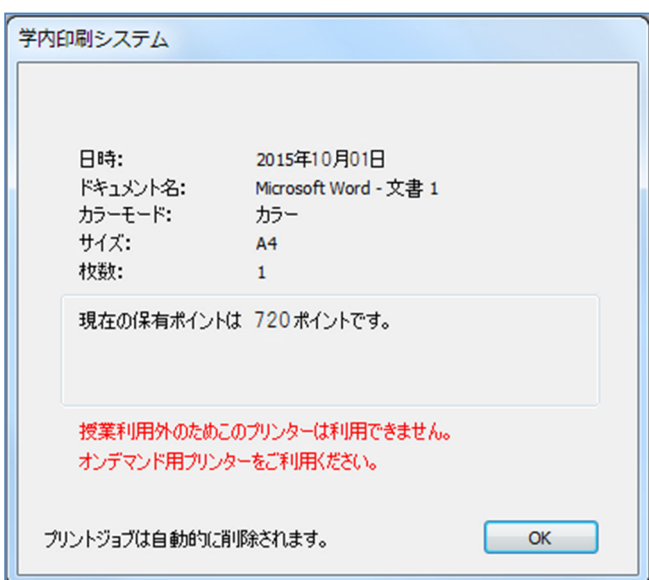 学内印刷システム
日時: 2015年10月01日
ドキュメント名: Microsoft Word - 文書 1
カラーモード: カラー
サイズ: A4
枚数: 1
現在の保有ポイントは 720 ポイントです。
授業利用外のためこのプリンターは利用できません。
オンデマンド用プリンターをご利用ください。
プリントジョブは自動的に削除されます。 OK